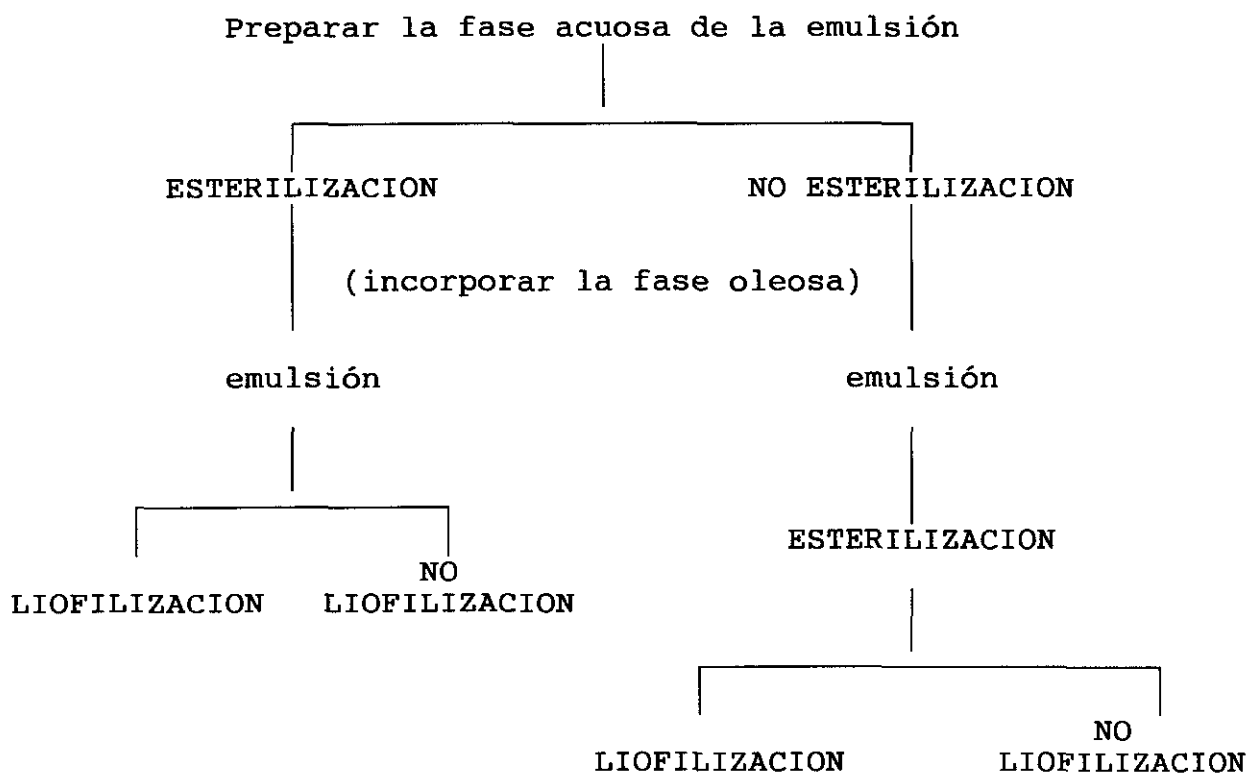 Preparar la fase acuosa de la emulsión
ESTERILIZACION NO ESTERILIZACION
(incorporar la fase oleosa)
emulsión emulsión
ESTERILIZACION
NO
LIOFILIZACION LIOFILIZACION
NO
LIOFILIZACION LIOFILIZACION